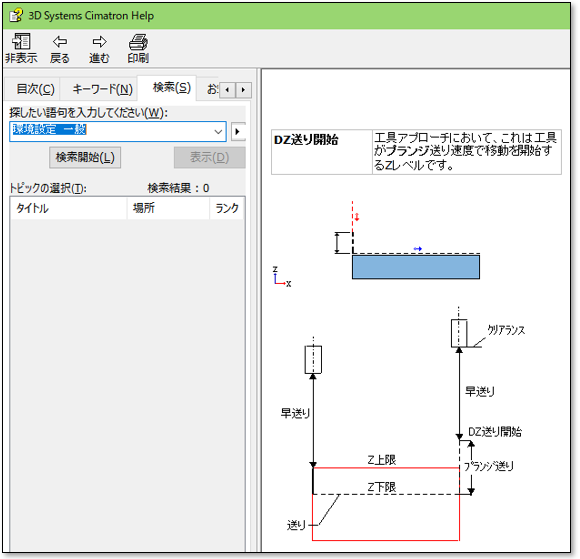 3D Systems Cimatron Help
非表示 戻る 進む 印刷
目次(C) キーワード(N) 検索(S)
探したい語句を入力してください(W):
環境設定 一般
検索開始(L) 表示(D)
トピックの選択(T): 検索結果：0
タイトル 場所 ランク
DZ送り開始
工具アプローチにおいて、これは工具
がプランジ送り速度で移動を開始す
るZレベルです。
z
x
クリアランス
早送り
早送り
DZ送り開始
Z上限
プランジ送り
Z下限
送り